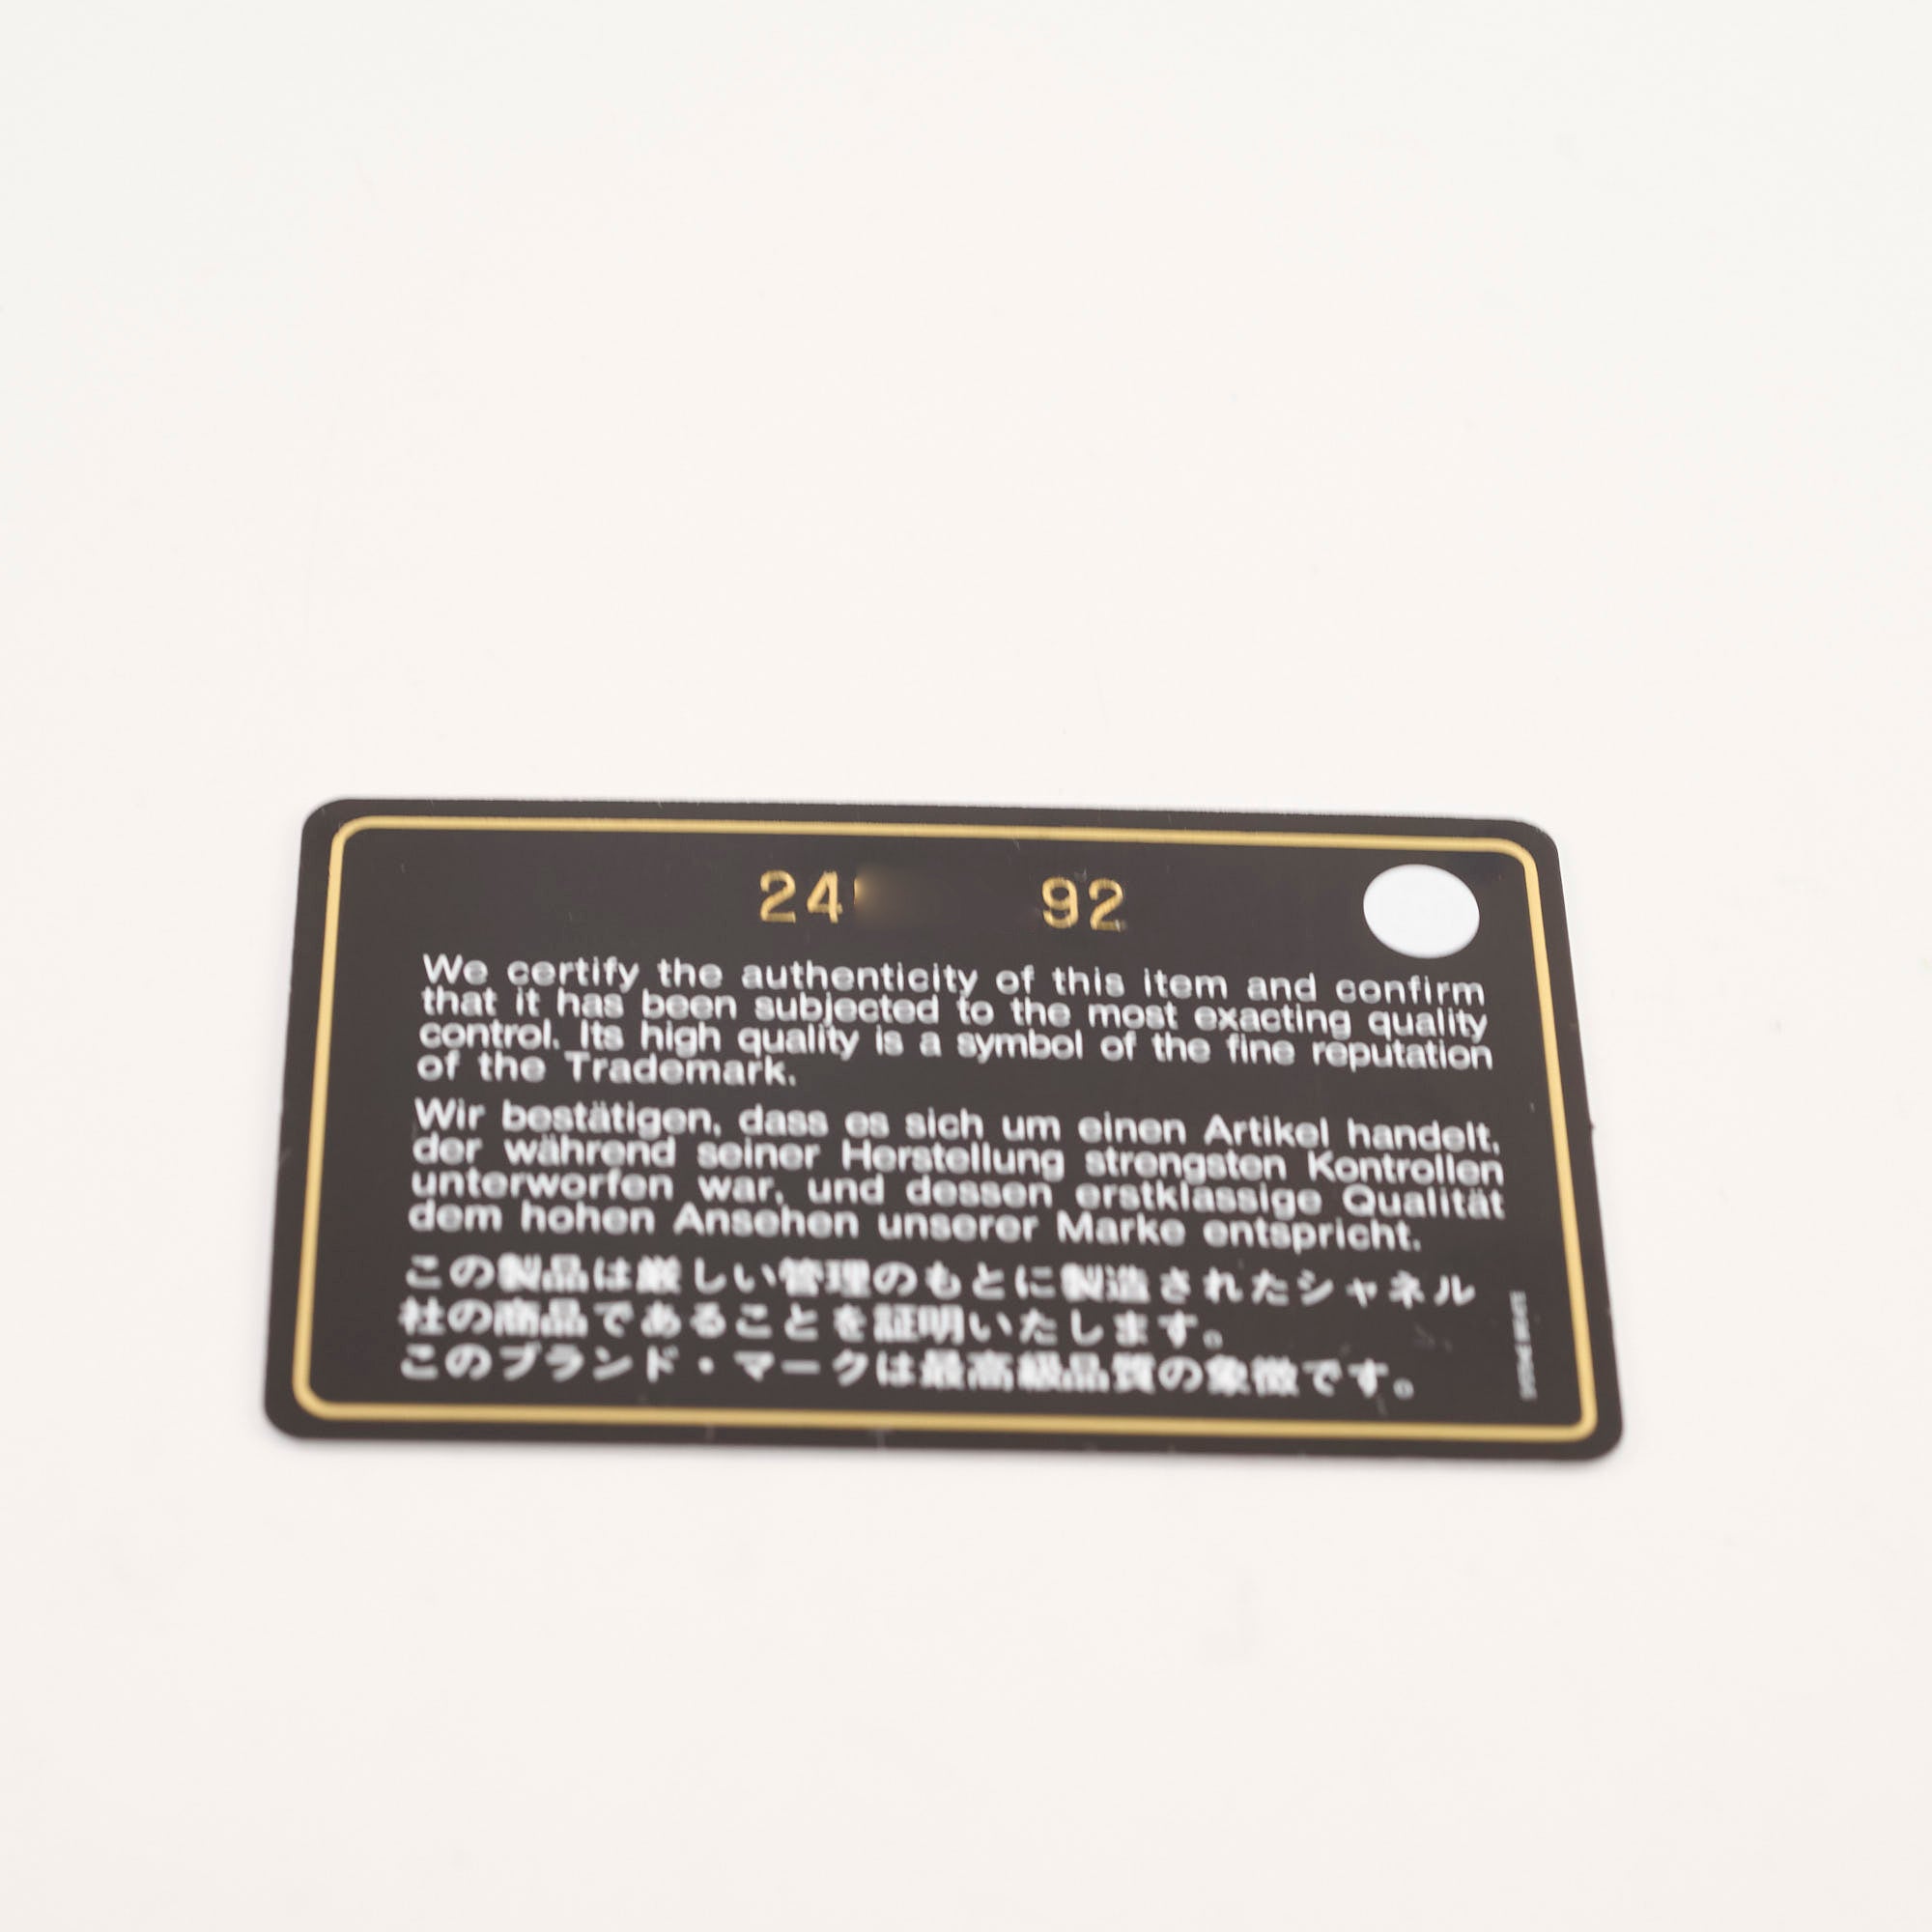 24 92
We certify the authenticity of this item and confirm
that it has been subjected to the most exacting quality
control. Its high quality is a symbol of the fine reputation
of the Trademark.
Wir bestätigen, dass es sich um einen Artikel handelt,
der während seiner Herstellung strengsten Kontrollen
unterworfen war, und dessen erstklassige Qualität
dem hohen Ansehen unserer Marke entspricht.
この製品は厳しい管理のもとに製造されたシャネル
社の商品であることを証明いたします。
このブランド・マークは最高級品質の象徴です。